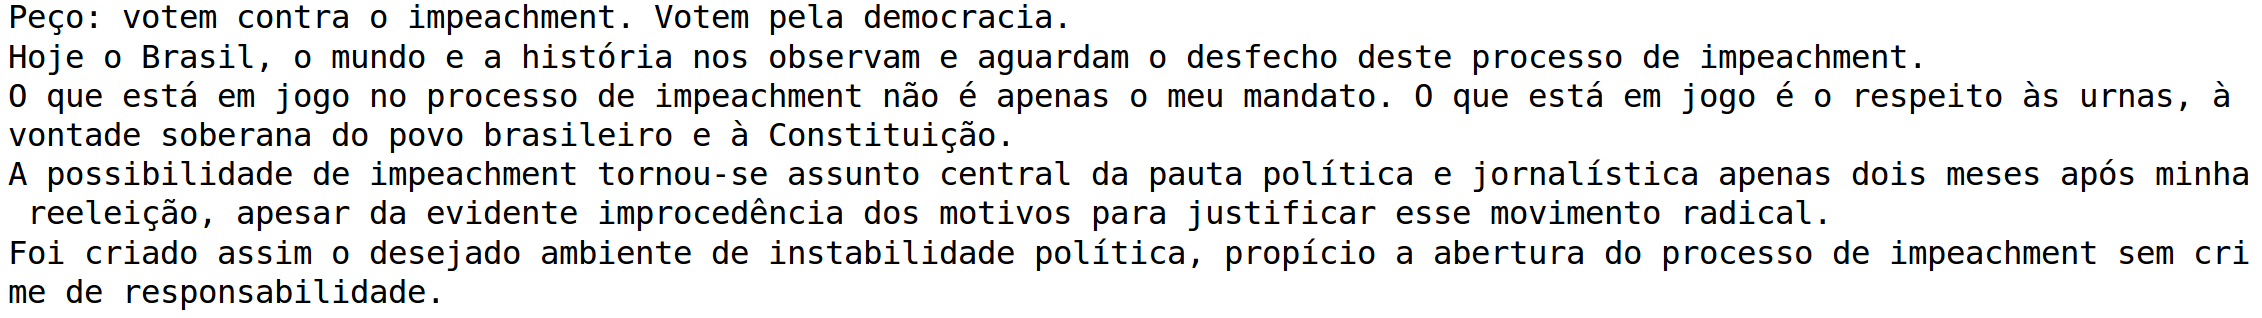 Peço: votem contra o impeachment. Votem pela democracia.
Hoje o Brasil, o mundo e a história nos observam e aguardam o desfecho deste processo de impeachment.
O que está em jogo no processo de impeachment não é apenas o meu mandato. O que está em jogo é o respeito às urnas, à
vontade soberana do povo brasileiro e à Constituição.
A possibilidade de impeachment tornou-se assunto central da pauta política e jornalística apenas dois meses após minha
reeleição, apesar da evidente improcedência dos motivos para justificar esse movimento radical.
Foi criado assim o desejado ambiente de instabilidade política, propício a abertura do processo de impeachment sem cri
me de responsabilidade.